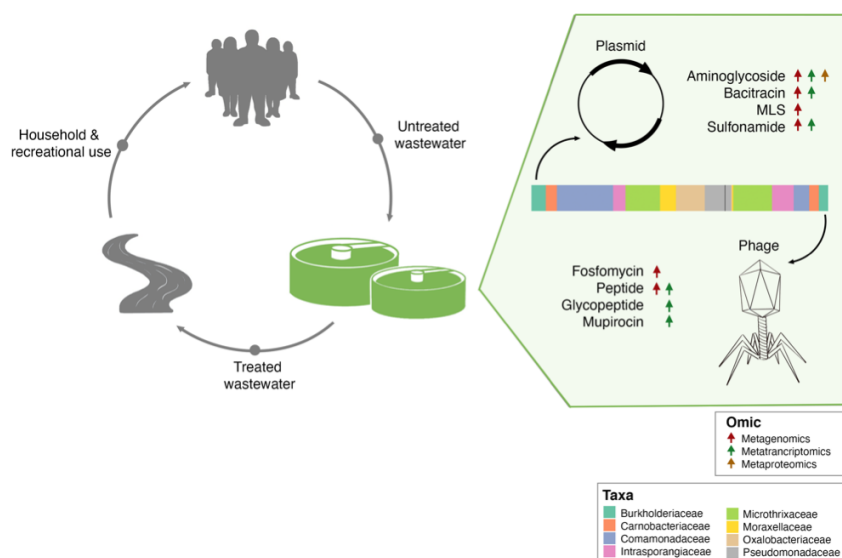 Household &
recreational use
Untreated
wastewater
Treated
wastewater
Plasmid
Aminoglycoside
Bacitracin
MLS
Sulfonamide
Phage
Fosfomycin
Peptide
Glycopeptide
Mupirocin
Omic
Metagenomics
Metatrancriptomics
Metaproteomics
Taxa
Burkholderiaceae
Carnobacteriaceae
Comamonadaceae
Intrasporangiaceae
Microthrixaceae
Moraxellaceae
Oxalobacteriaceae
Pseudomonadaceae